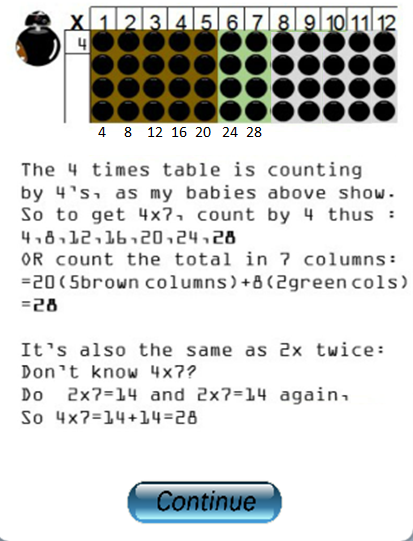 X 1 2 3 4 5 6 7 8 9 10 11 12
4
4 8 12 16 20 24 28
The 4 times table is counting
by 4's, as my babies above show.
So to get 4x7, count by 4 thus :
4,8,12,16,20,24,28
OR count the total in 7 columns:
=20(5brown columns)+8(2green cols)
=28
It's also the same as 2x twice:
Don't know 4x7?
Do 2x7=14 and 2x7=14 again,
So 4x7=14+14=28
Continue